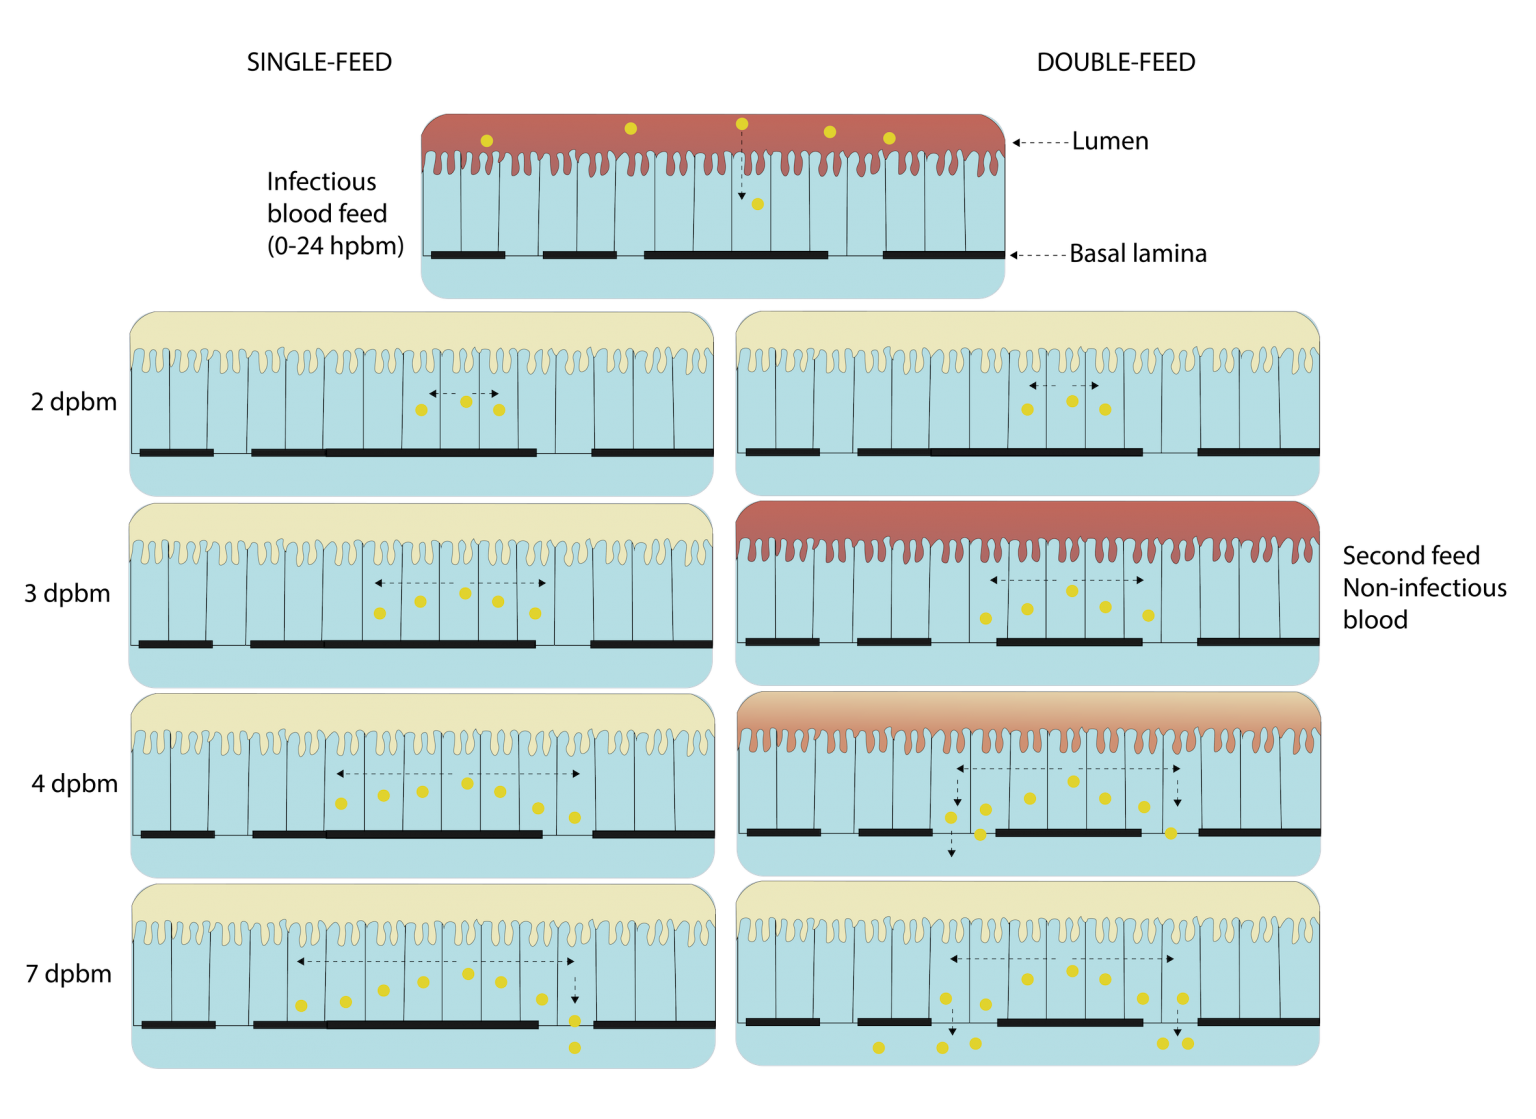 SINGLE-FEED
DOUBLE-FEED
Lumen
Infectious
blood feed
(0-24 hpbm)
Basal lamina
2 dpbm
3 dpbm
Second feed
Non-infectious
blood
4 dpbm
7 dpbm